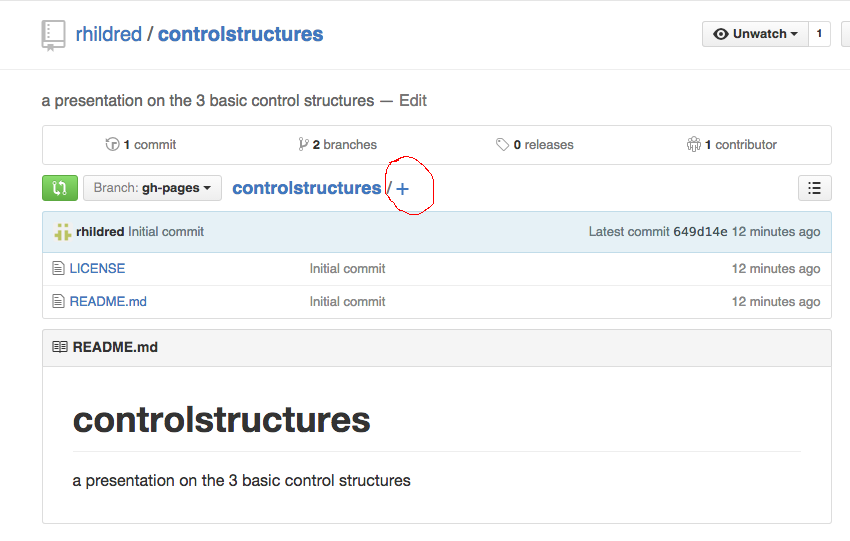 rhildred / controlstructures Unwatch 1
a presentation on the 3 basic control structures — Edit
1 commit 2 branches 0 releases 1 contributor
Branch: gh-pages controlstructures / +
rhildred Initial commit Latest commit 649d14e 12 minutes ago
LICENSE Initial commit 12 minutes ago
README.md Initial commit 12 minutes ago
README.md
controlstructures
a presentation on the 3 basic control structures